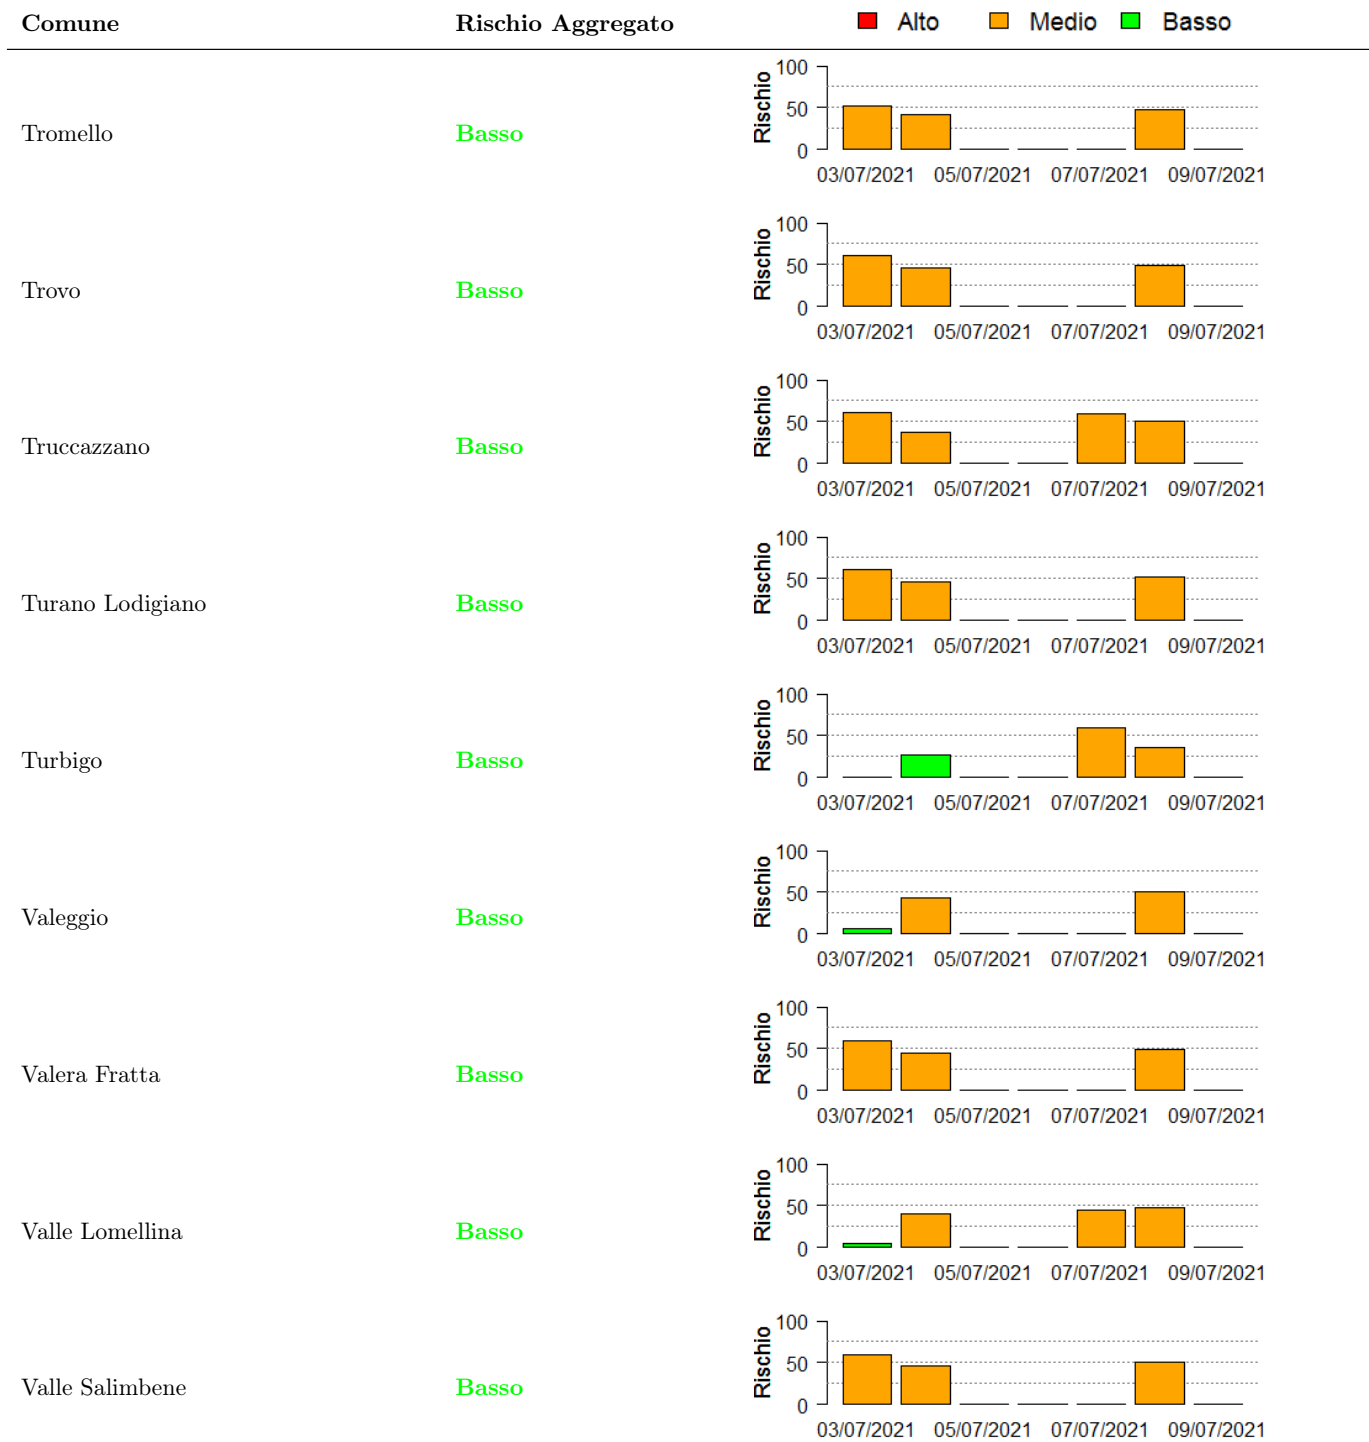 Comune Rischio Aggregato Alto Medio Basso
100
50
0
Rischio
Tromello Basso
03/07/2021 05/07/2021 07/07/2021 09/07/2021
100
50
0
Rischio
Trovo Basso
03/07/2021 05/07/2021 07/07/2021 09/07/2021
100
50
0
Rischio
Truccazzano Basso
03/07/2021 05/07/2021 07/07/2021 09/07/2021
100
50
0
Rischio
Turano Lodigiano Basso
03/07/2021 05/07/2021 07/07/2021 09/07/2021
100
50
0
Rischio
Turbigo Basso
03/07/2021 05/07/2021 07/07/2021 09/07/2021
100
50
0
Rischio
Valeggio Basso
03/07/2021 05/07/2021 07/07/2021 09/07/2021
100
50
0
Rischio
Valera Fratta Basso
03/07/2021 05/07/2021 07/07/2021 09/07/2021
100
50
0
Rischio
Valle Lomellina Basso
03/07/2021 05/07/2021 07/07/2021 09/07/2021
100
50
0
Rischio
Valle Salimbene Basso
03/07/2021 05/07/2021 07/07/2021 09/07/2021